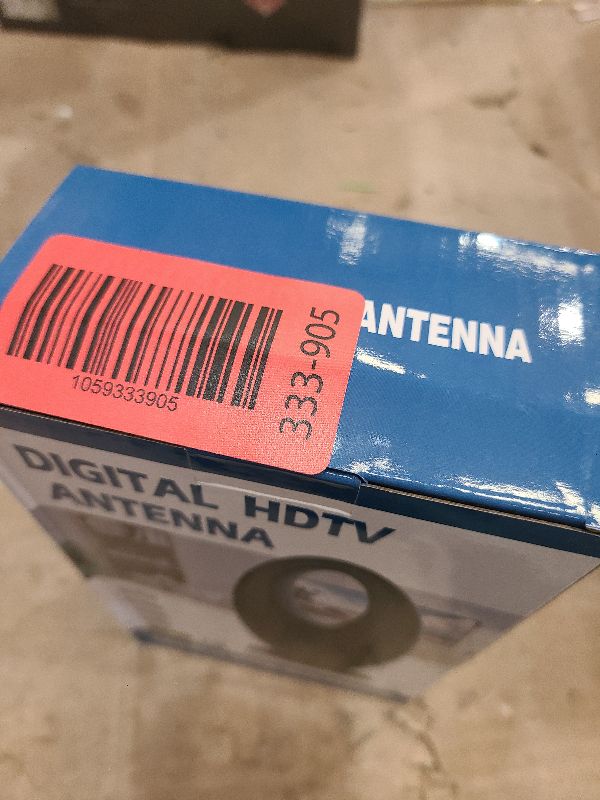 ANTENNA
1059333905
333-905
DIGITAL HDTV
ANTENNA